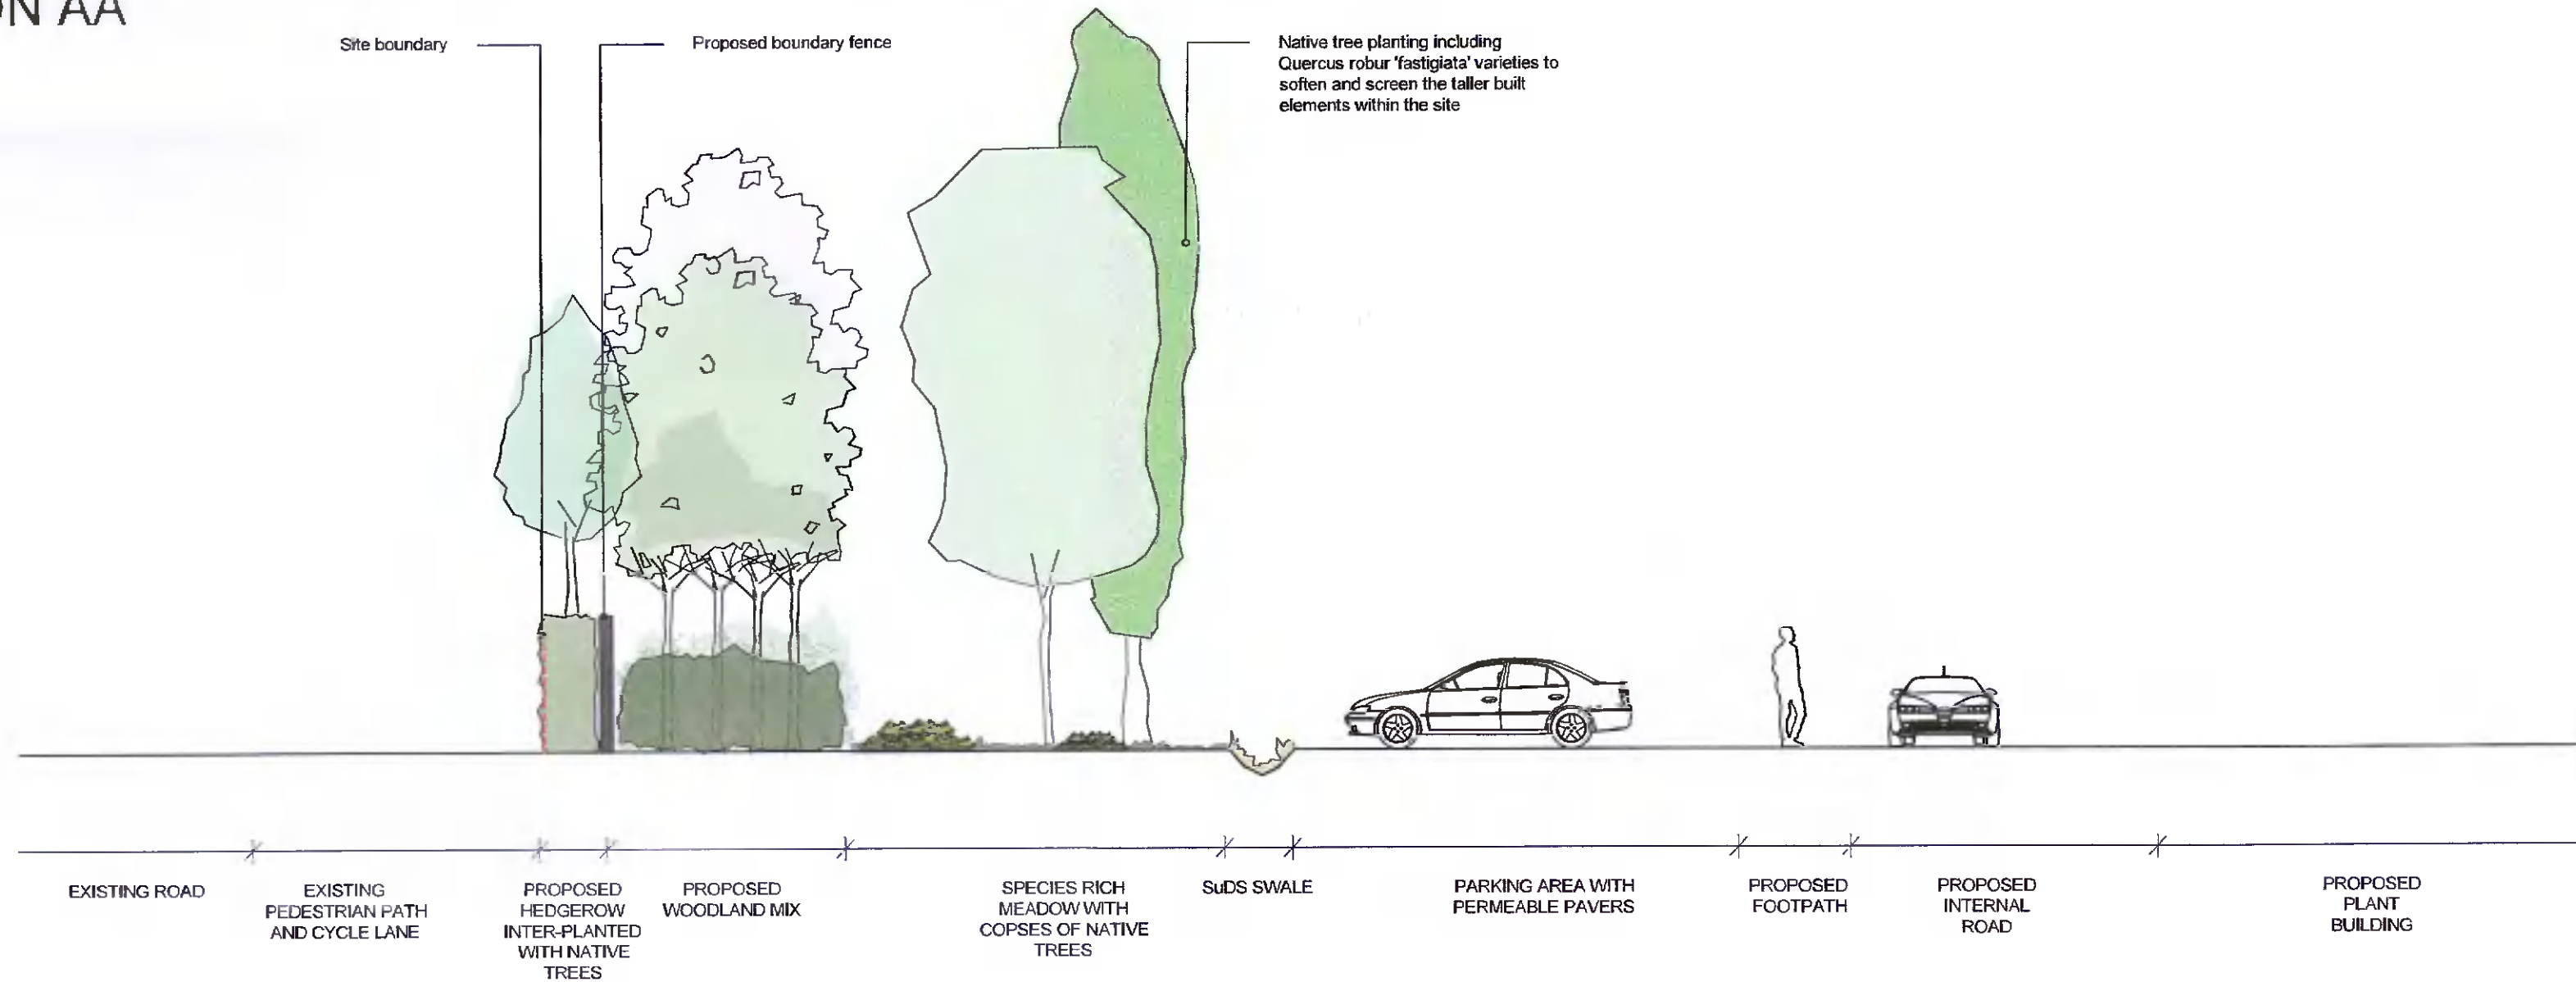 ON AA
Site boundary
Proposed boundary fence
Native tree planting including
Quercus robur 'fastigiata' varieties to
soften and screen the taller built
elements within the site
EXISTING ROAD
EXISTING
PEDESTRIAN PATH
AND CYCLE LANE
PROPOSED
HEDGEROW
INTER-PLANTED
WITH NATIVE
TREES
PROPOSED
WOODLAND MIX
SPECIES RICH
MEADOW WITH
COPSES OF NATIVE
TREES
SuDS SWALE
PARKING AREA WITH
PERMEABLE PAVERS
PROPOSED
FOOTPATH
PROPOSED
INTERNAL
ROAD
PROPOSED
PLANT
BUILDING